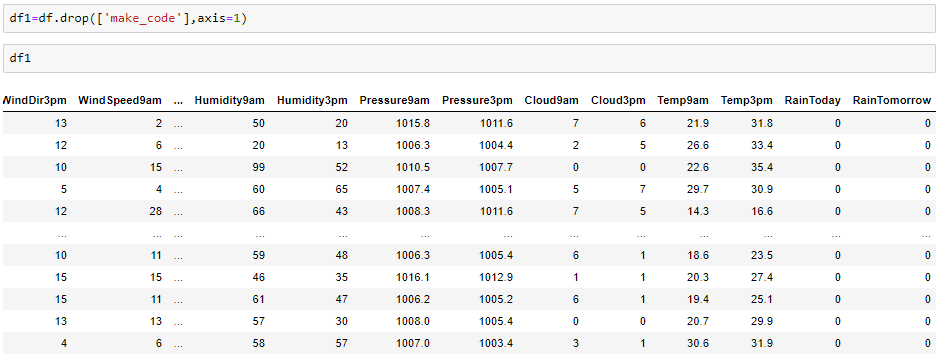 df1=df.drop(['make_code'],axis=1)
df1
WindDir3pm WindSpeed9am ... Humidity9am Humidity3pm Pressure9am Pressure3pm Cloud9am Cloud3pm Temp9am Temp3pm RainToday RainTomorrow
13 2 ... 50 20 1015.8 1011.6 7 6 21.9 31.8 0 0
12 6 ... 20 13 1006.3 1004.4 2 5 26.6 33.4 0 0
10 15 ... 99 52 1010.5 1007.7 0 0 22.6 35.4 0 0
5 4 ... 60 65 1007.4 1005.1 5 7 29.7 30.9 0 0
12 28 ... 66 43 1008.3 1011.6 7 5 14.3 16.6 0 0
... ... ... ... ... ... ... ... ... ... ... ... ...
10 11 ... 59 48 1006.3 1005.4 6 1 18.6 23.5 0 0
15 15 ... 46 35 1016.1 1012.9 1 1 20.3 27.4 0 0
15 11 ... 61 47 1006.2 1005.2 6 1 19.4 25.1 0 0
13 13 ... 57 30 1008.0 1005.4 0 0 20.7 29.9 0 0
4 6 ... 58 57 1007.0 1003.4 3 1 30.6 31.9 0 0